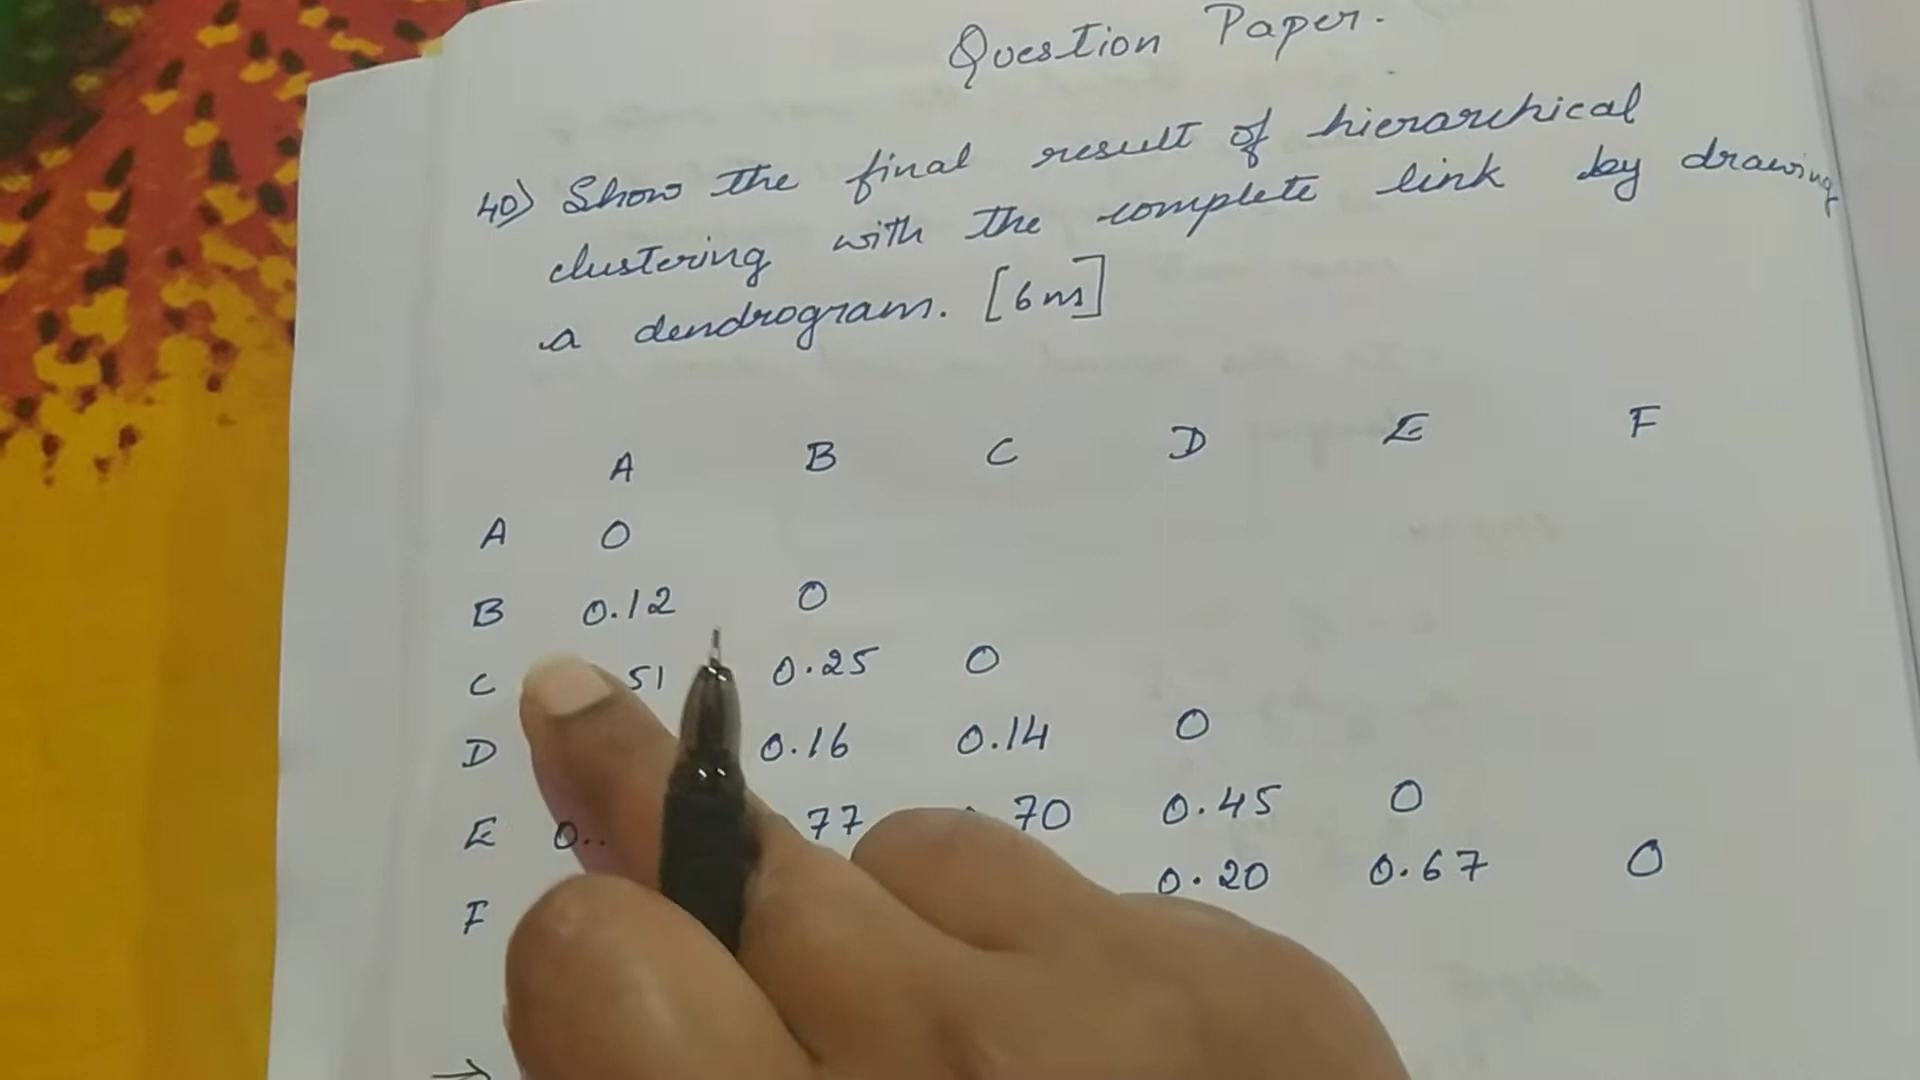 Question Paper.
40) Show the final result of hierarchical
clustering with the complete link by drawing
a dendrogram. [6m]
A B C D E F
A 0
B 0.12 0
C 51 0.25 0
D 0.16 0.14 0
E 0.. 77 70 0.45 0
F 0.20 0.67 0
→